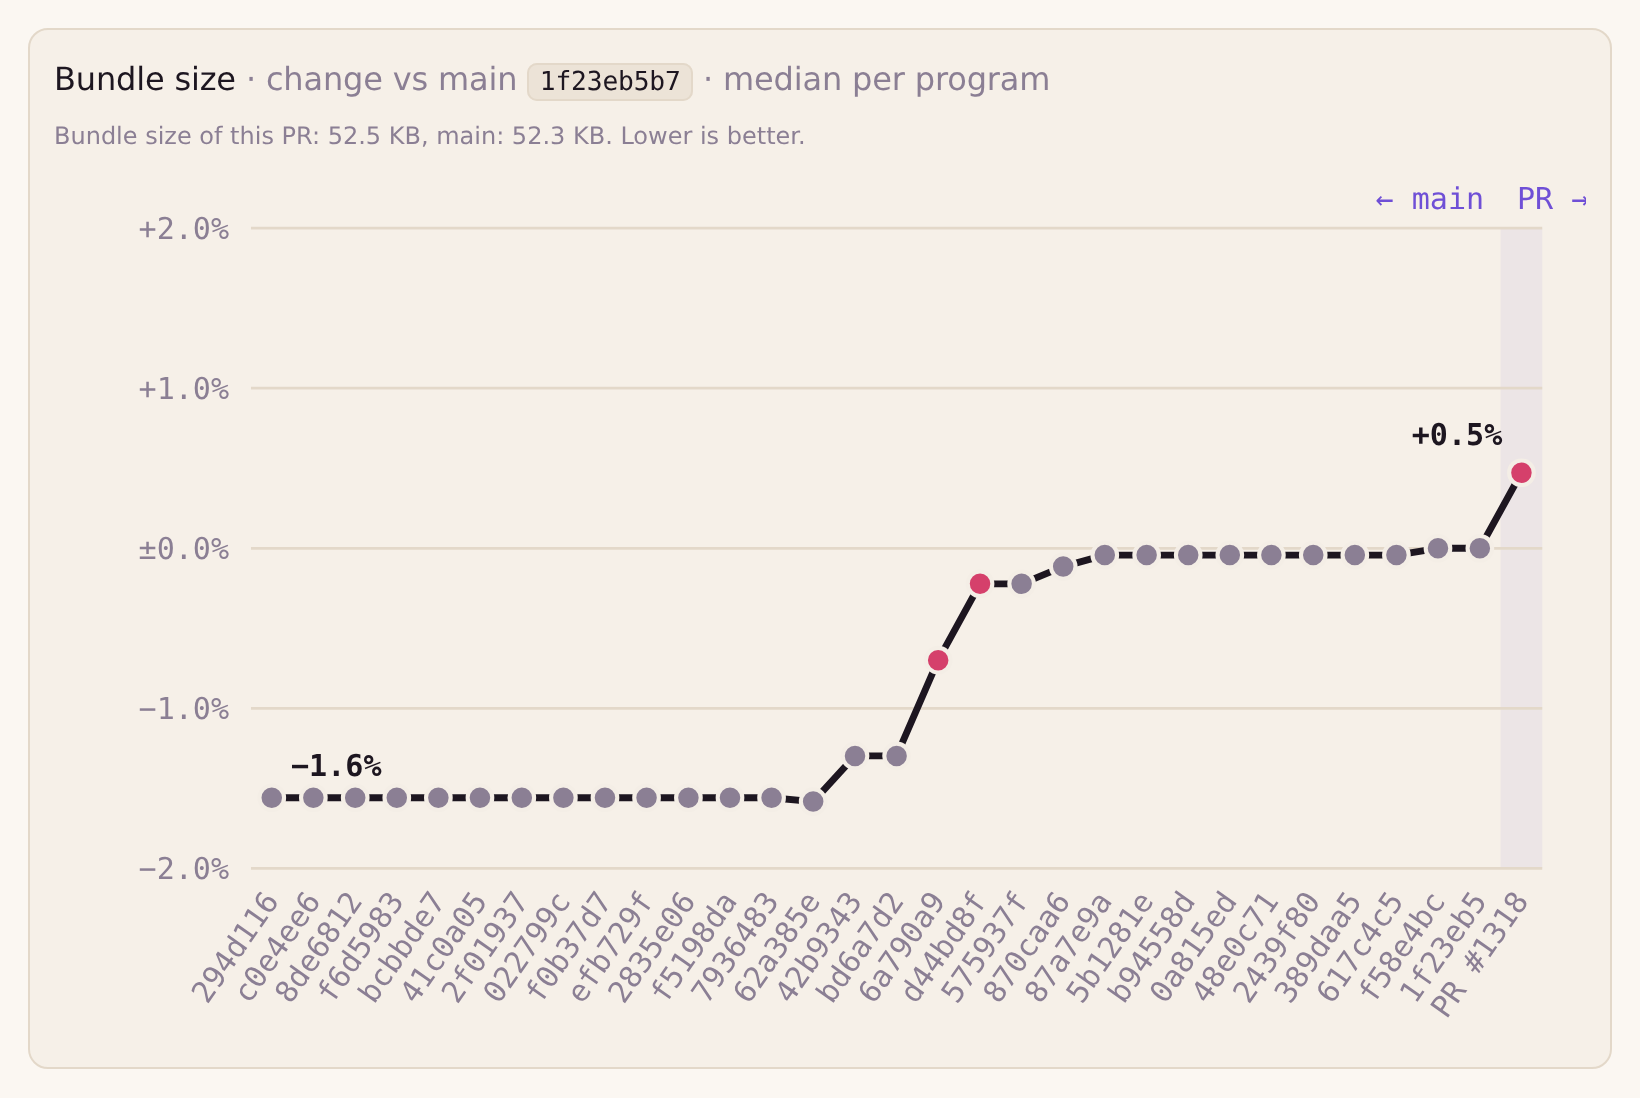 Bundle size · change vs main 1f23eb5b7 · median per program
Bundle size of this PR: 52.5 KB, main: 52.3 KB. Lower is better.
← main PR →
+2.0%
+1.0%
+0.5%
±0.0%
−1.0%
−1.6%
−2.0%
294d116
c0e4ee6
8de6812
f6d5983
bcbbde7
41c0a05
2f01937
022799c
f0b37d7
efb729f
2835e06
f5198da
7936483
62a385e
42b9343
bd6a7d2
6a790a9
d44bd8f
575937f
870caa6
87a7e9a
5b1281e
b94558d
0a815ed
48e0c71
2439f80
389daa5
617c4c5
f58e4bc
1f23eb5
PR #1318